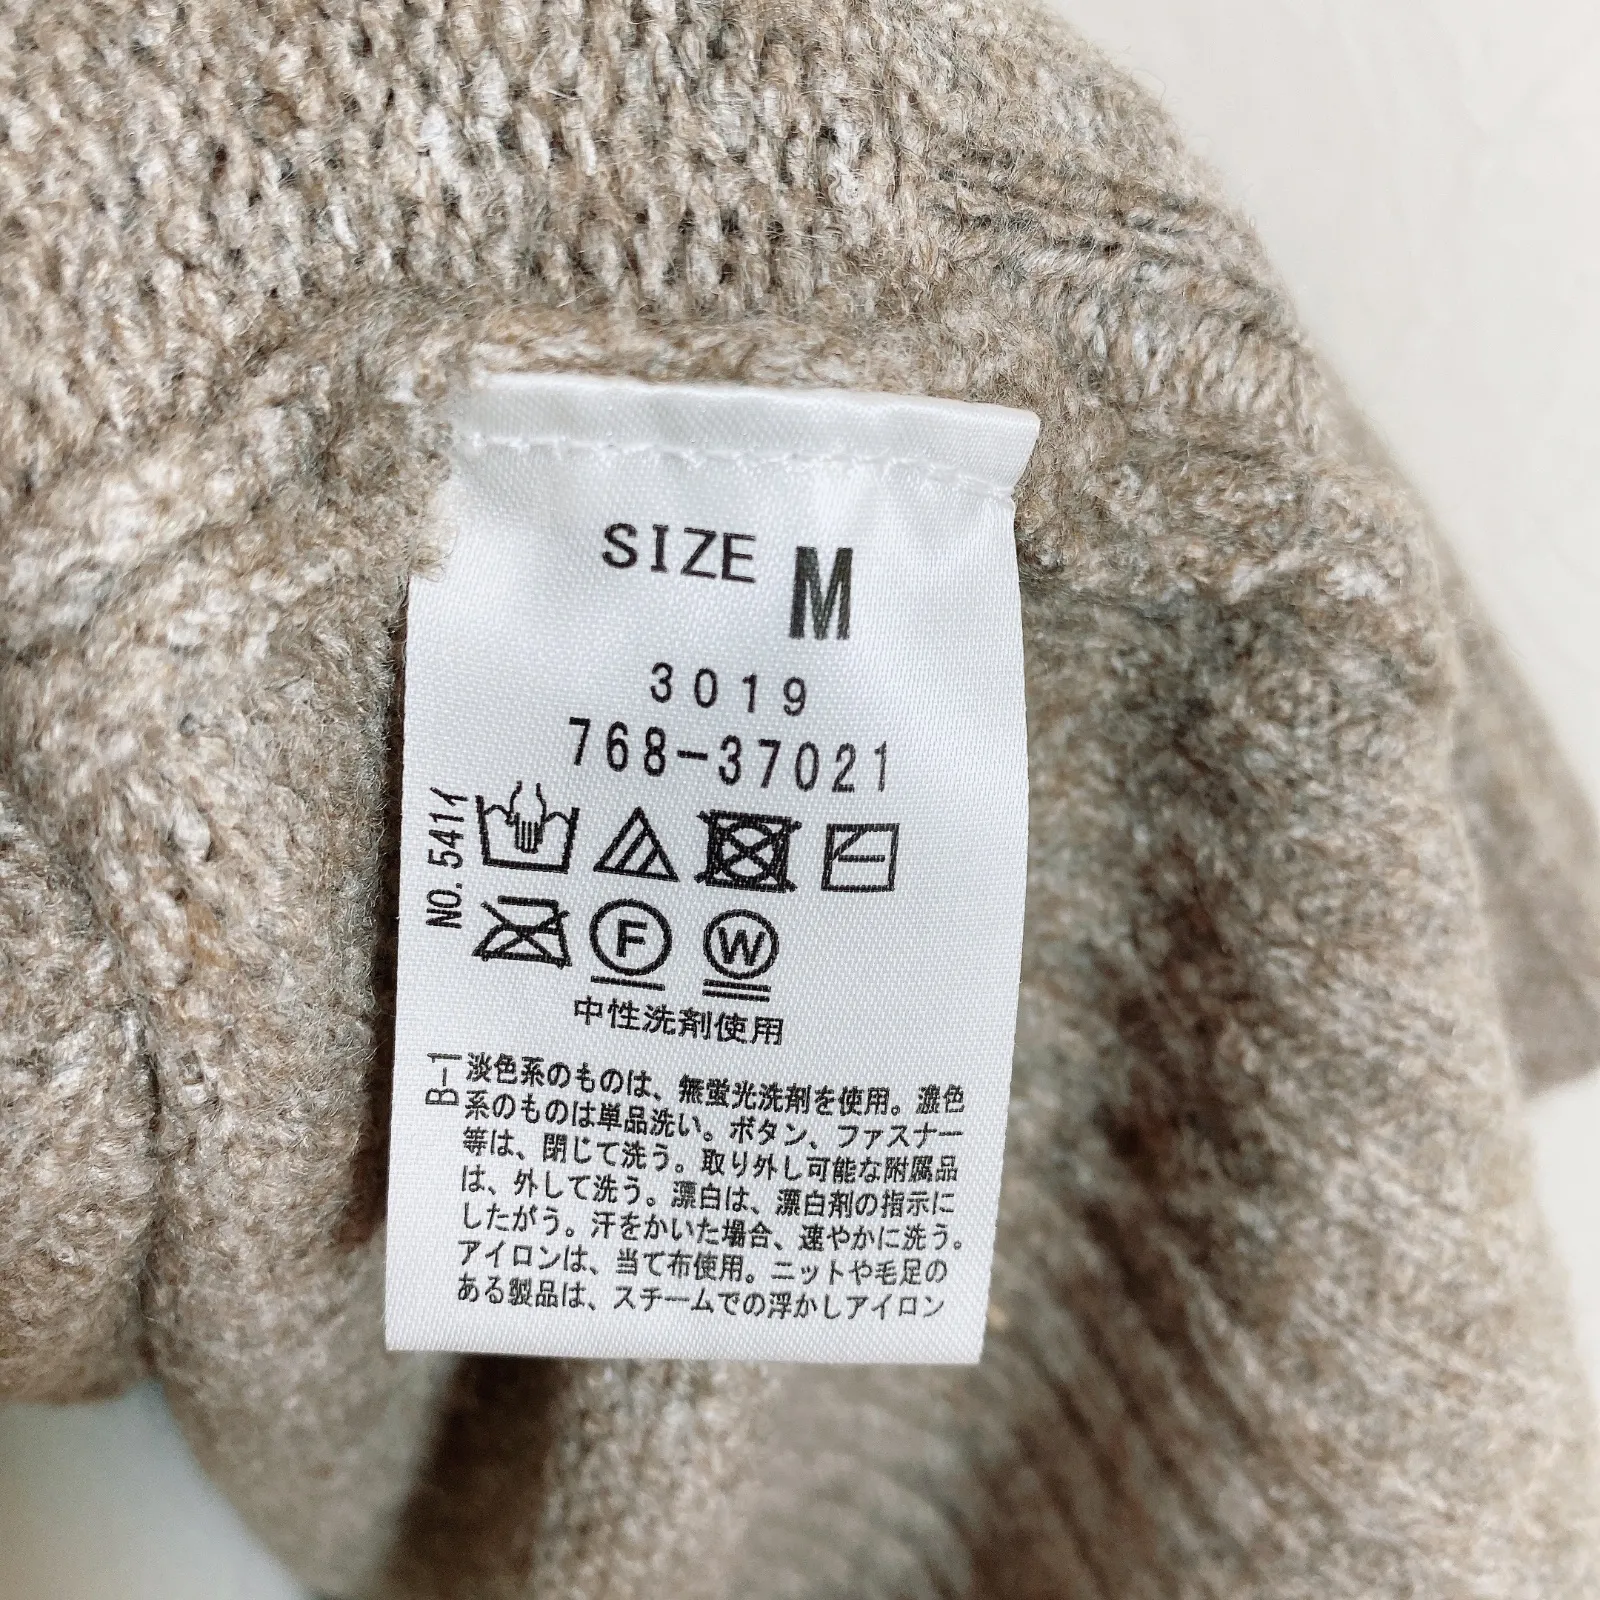 SIZE M
3019
768-37021
NO. 5411
F W
中性洗剤使用
B-1
淡色系のものは、無蛍光洗剤を使用。濃色
系のものは単品洗い。ボタン、ファスナー
等は、閉じて洗う。取り外し可能な附属品
は、外して洗う。漂白は、漂白剤の指示に
したがう。汗をかいた場合、速やかに洗う。
アイロンは、当て布使用。ニットや毛足の
ある製品は、スチームでの浮かしアイロン